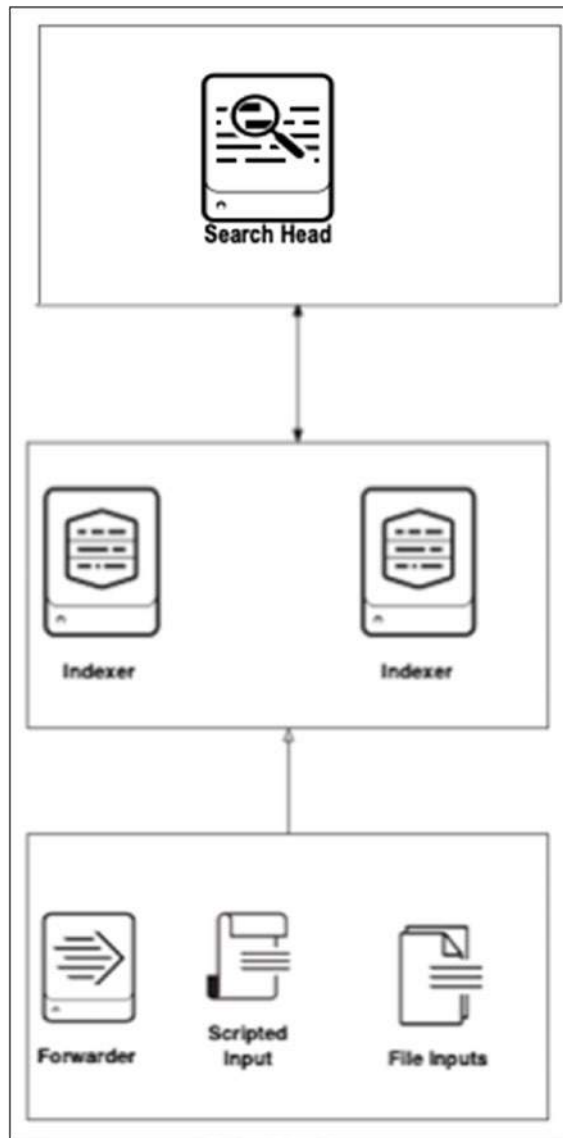 Search Head
Indexer
Indexer
Forwarder
Scripted
Input
File Inputs